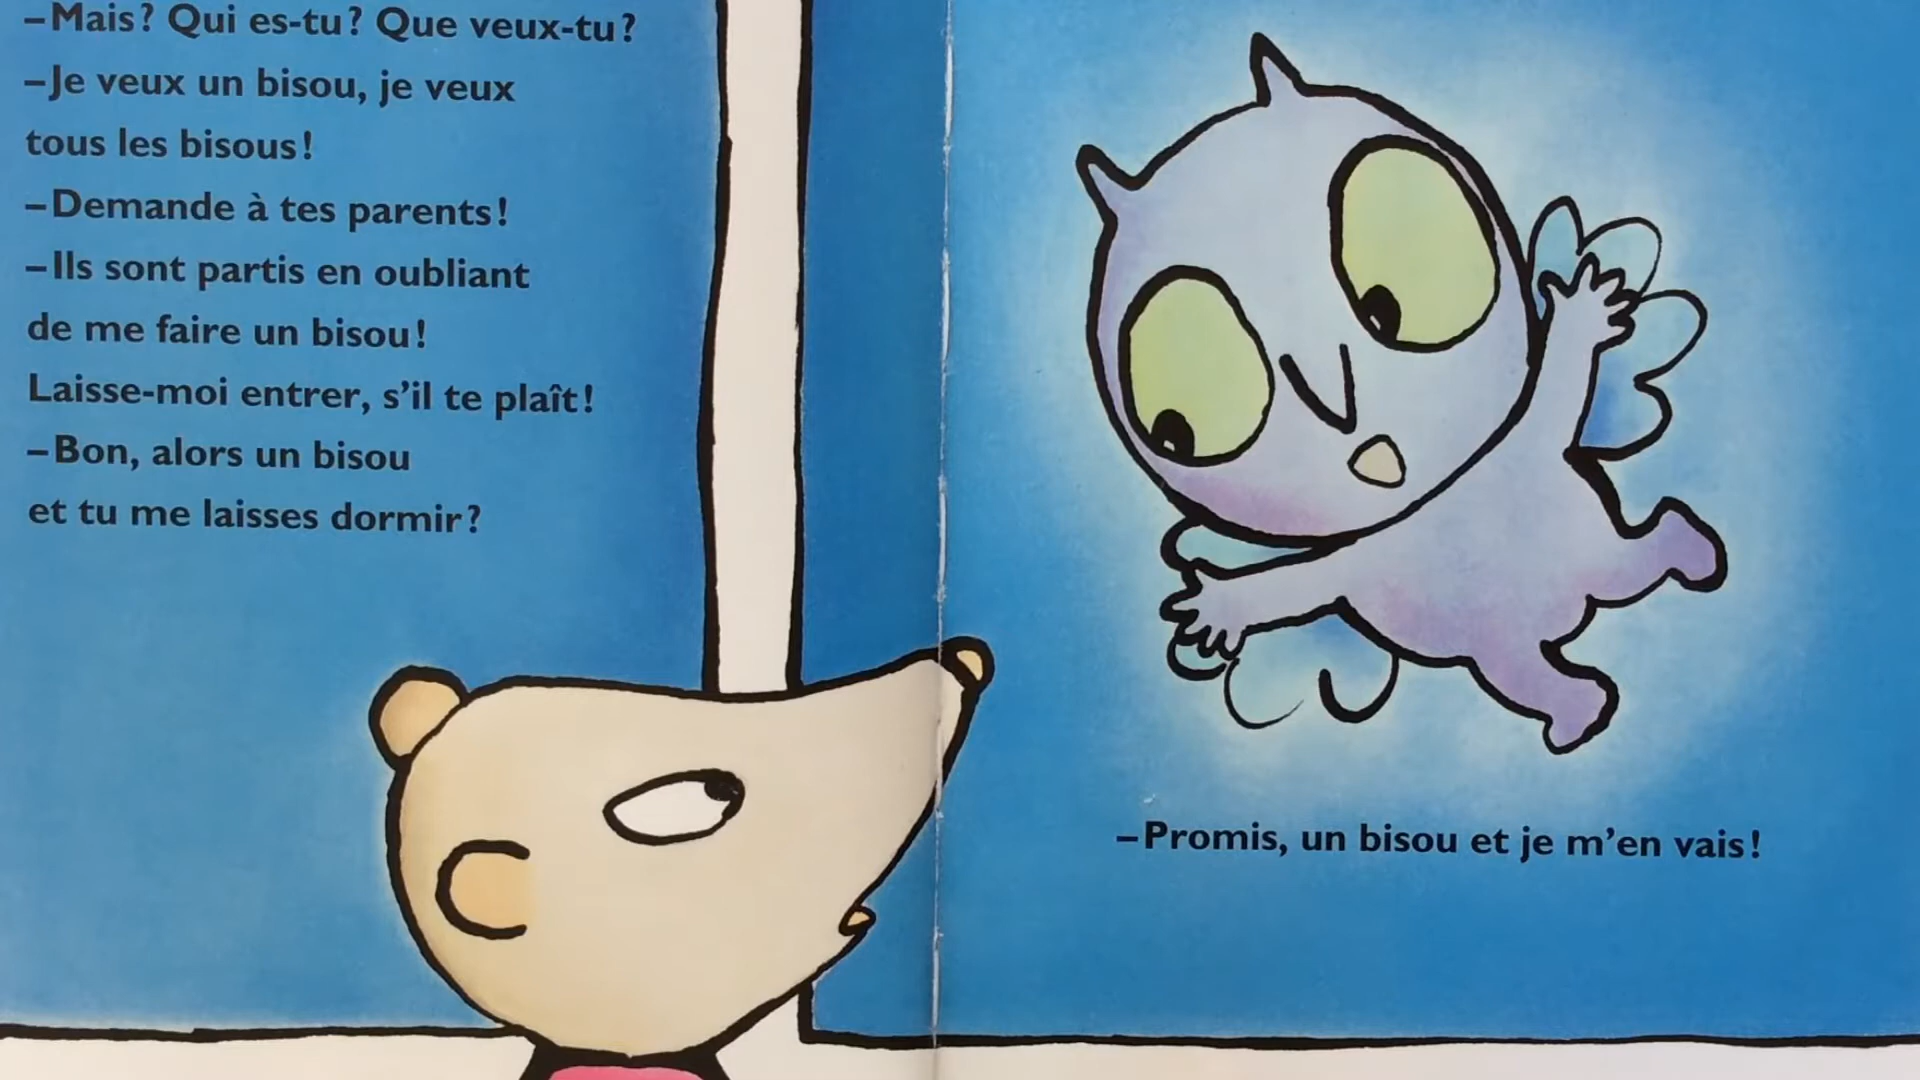 –Mais? Qui es-tu? Que veux-tu?
–Je veux un bisou, je veux
tous les bisous!
–Demande à tes parents!
–Ils sont partis en oubliant
de me faire un bisou!
Laisse-moi entrer, s’il te plaît!
–Bon, alors un bisou
et tu me laisses dormir?
–Promis, un bisou et je m’en vais!